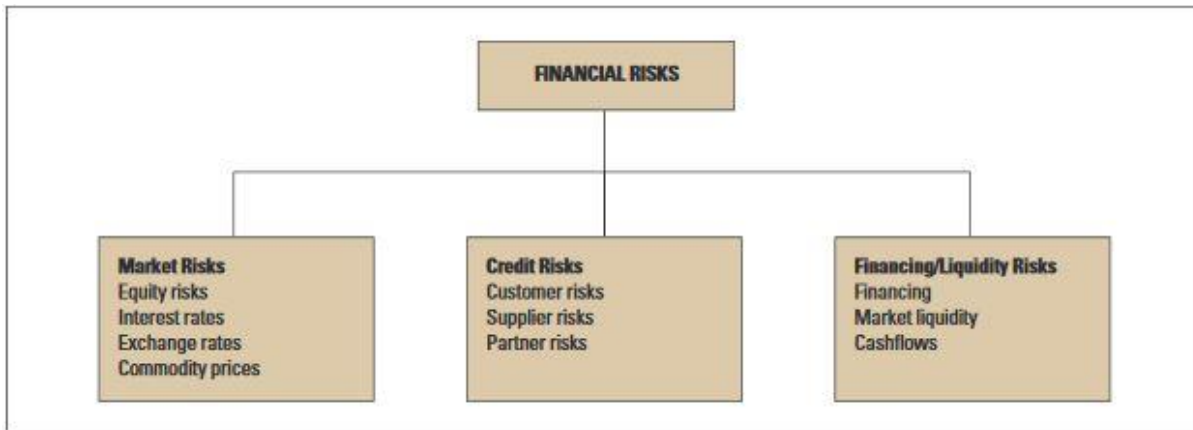 FINANCIAL RISKS
Market Risks
Equity risks
Interest rates
Exchange rates
Commodity prices
Credit Risks
Customer risks
Supplier risks
Partner risks
Financing/Liquidity Risks
Financing
Market liquidity
Cashflows